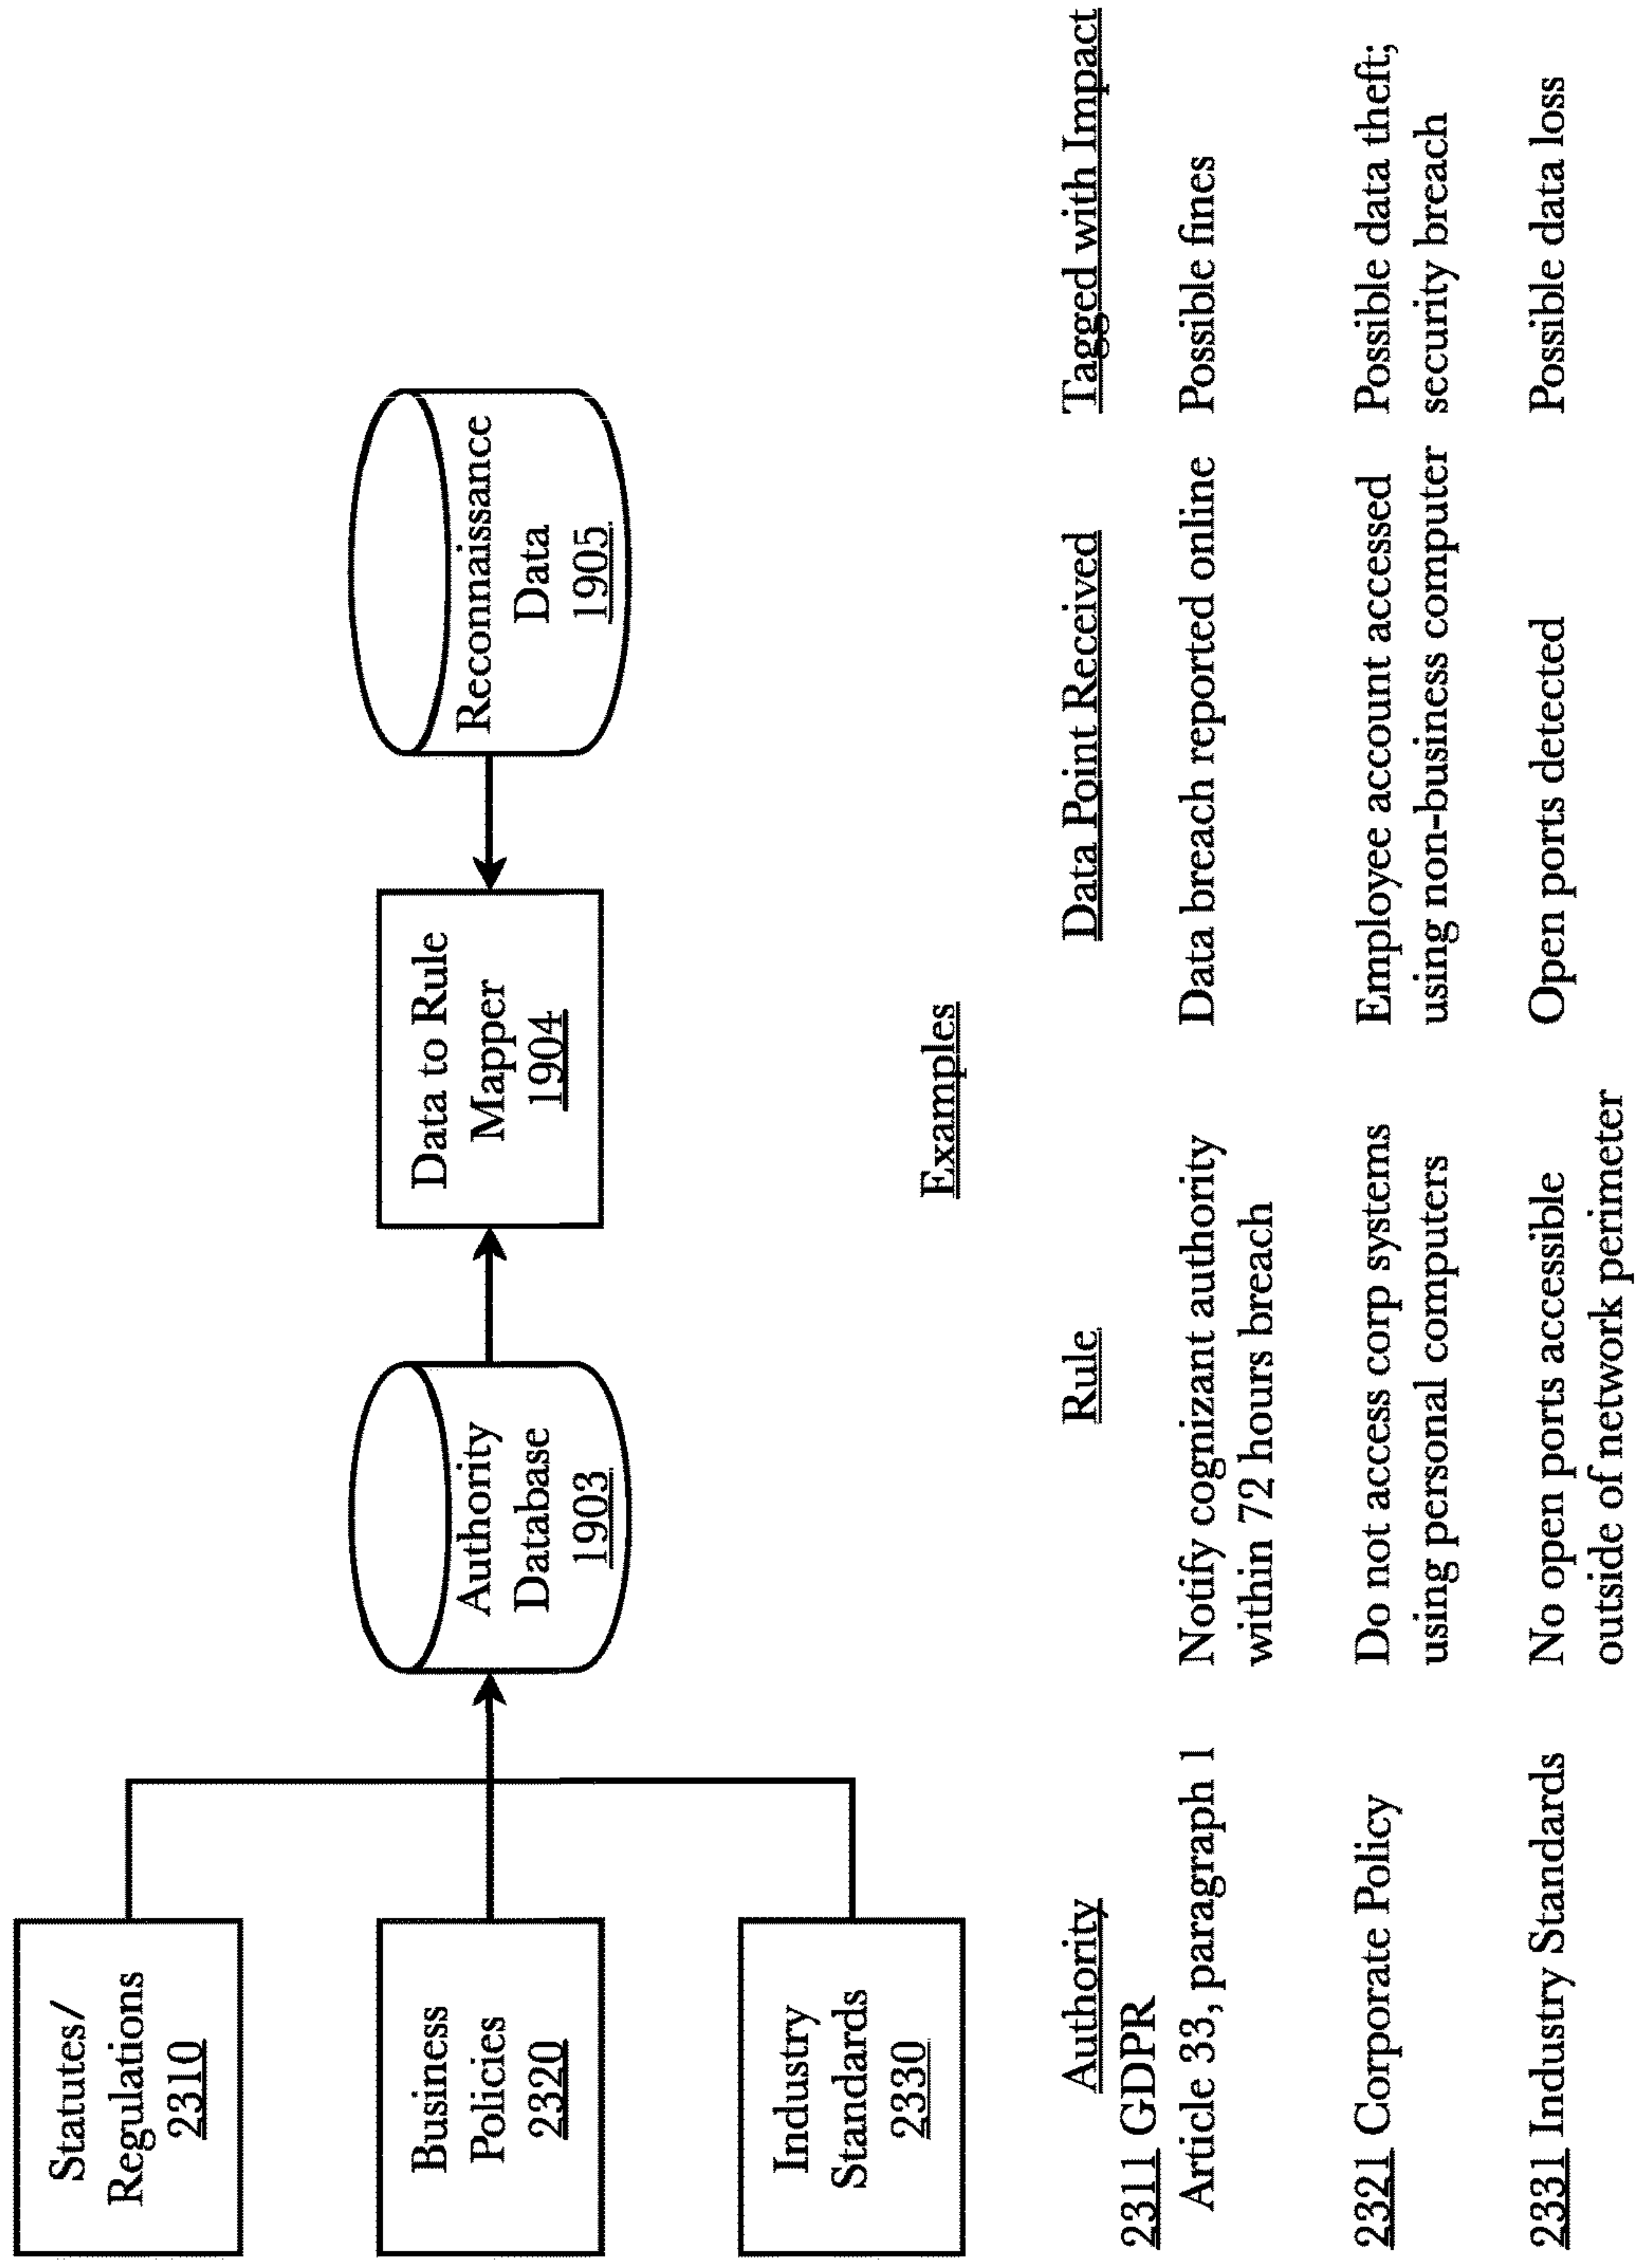 Statutes/
Regulations
2310
Business
Policies
2320
Industry
Standards
2330
Authority
Database
1903
Data to Rule
Mapper
1904
Reconnaissance
Data
1905
Examples
Authority
Rule
Data Point Received
Tagged with Impact
2311 GDPR
Article 33, paragraph 1
Notify cognizant authority
within 72 hours breach
Data breach reported online
Possible fines
2321 Corporate Policy
Do not access corp systems
using personal computers
Employee account accessed
using non-business computer
Possible data theft;
security breach
2331 Industry Standards
No open ports accessible
outside of network perimeter
Open ports detected
Possible data loss